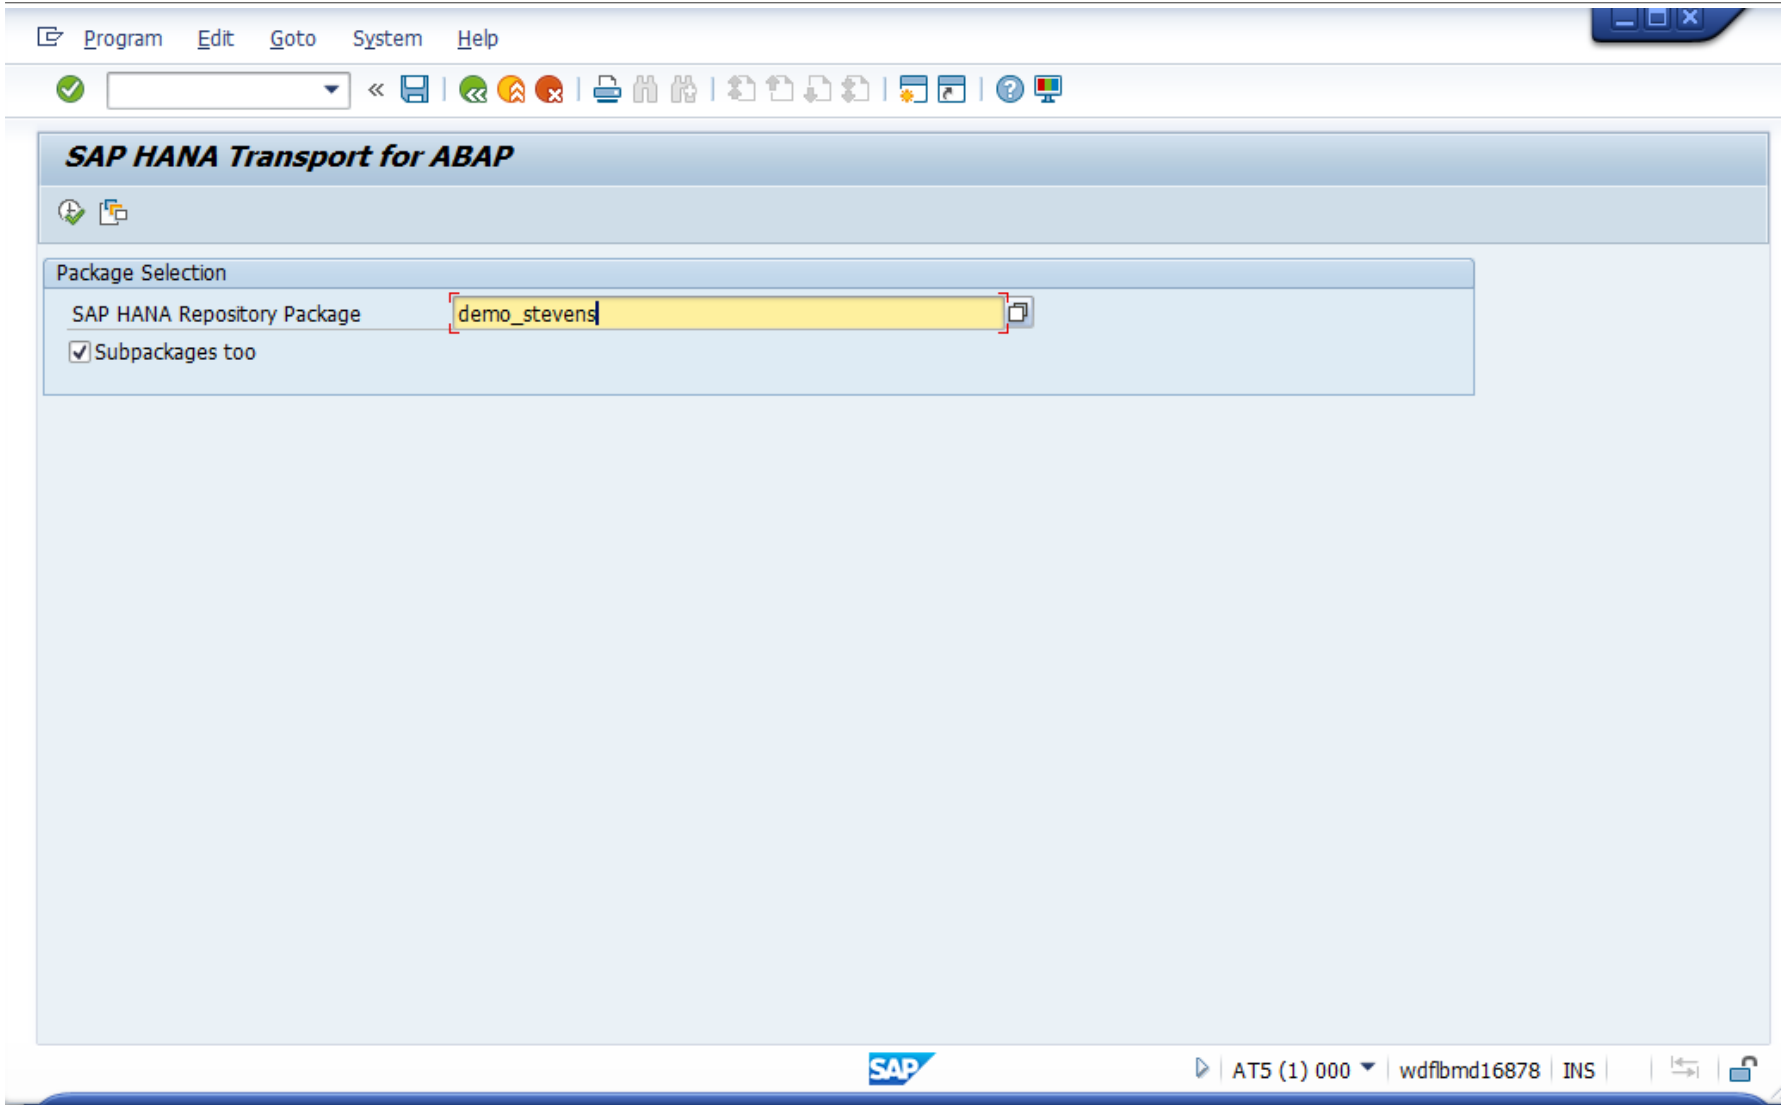 Program Edit Goto System Help
SAP HANA Transport for ABAP
Package Selection
SAP HANA Repository Package demo_stevens
Subpackages too
SAP AT5 (1) 000 wdflbmd16878 INS